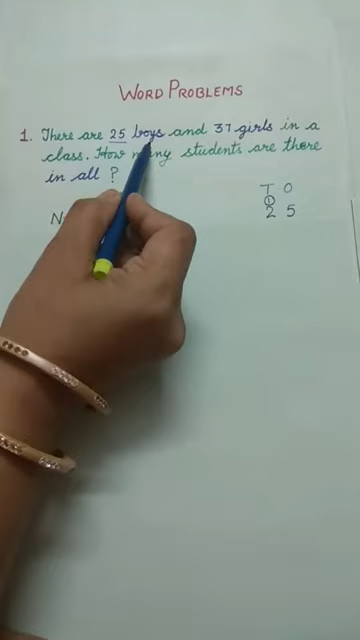 WORD PROBLEMS
1. There are 25 boys and 37 girls in a
class. How many students are there
in all ?
T O
1
2 5